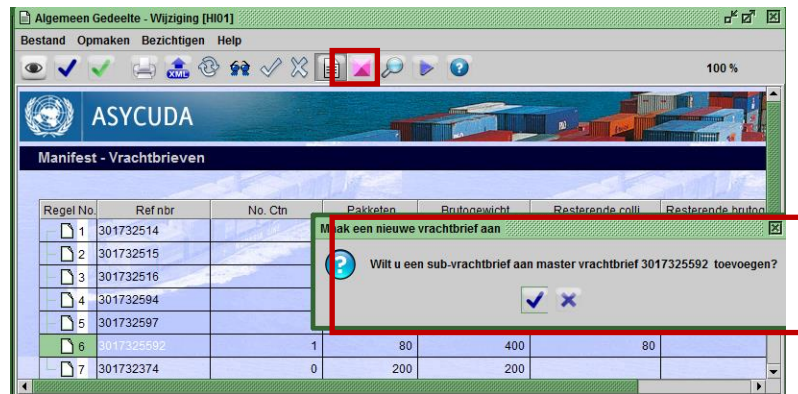 Algemeen Gedeelte - Wijziging [HI01]
Bestand Opmaken Bezichtigen Help
XML 100 %
ASYCUDA
Manifest - Vrachtbrieven
Regel No. Ref nbr No. Ctn Pakketen Brutogewicht Resterende colli Resterende brutog
1 301732514
Maak een nieuwe vrachtbrief aan
2 301732515
Wilt u een sub-vrachtbrief aan master vrachtbrief 3017325592 toevoegen?
3 301732516
4 301732594
5 301732597
6 3017325592 1 80 400 80
7 301732374 0 200 200